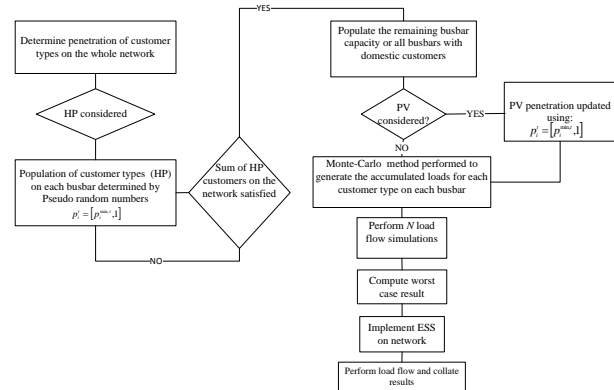 YES
Determine penetration of customer
types on the whole network
HP considered
Population of customer types (HP)
on each busbar determined by
Pseudo random numbers
p_i^r = [p_i^{min,r}, 1]
NO
Sum of HP
customers on the
network satisfied
Populate the remaining busbar
capacity or all busbars with
domestic customers
PV
considered?
YES
NO
PV penetration updated
using:
Monte-Carlo method performed to
generate the accumulated loads for each
customer type on each busbar
Perform N load
flow simulations
Compute worst
case result
Implement ESS
on network
Perform load flow and collate
results